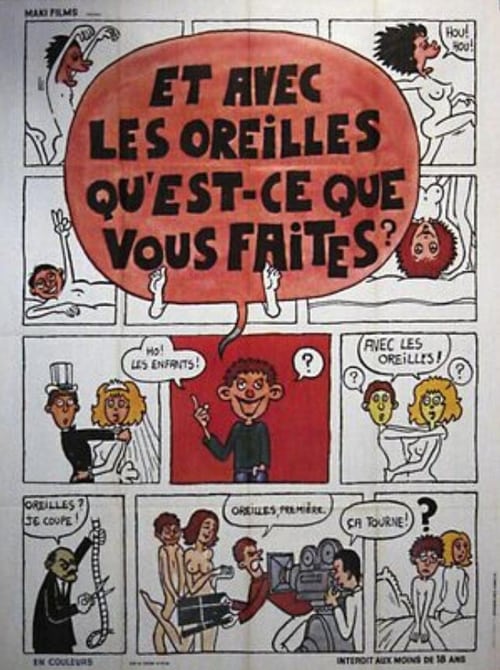 MAKI FILMS
HOU!
HOU!
ET AVEC
LES OREILLES
QU'EST-CE QUE
VOUS FAITES?
HO!
LES ENFANTS!
?
AVEC LES
OREILLES!
?
?
OREILLES?
JE COUPE!
OREILLES, PREMIÈRE.
ÇA TOURNE!
?
EN COULEURS
INTERDIT AUX MOINS DE 18 ANS